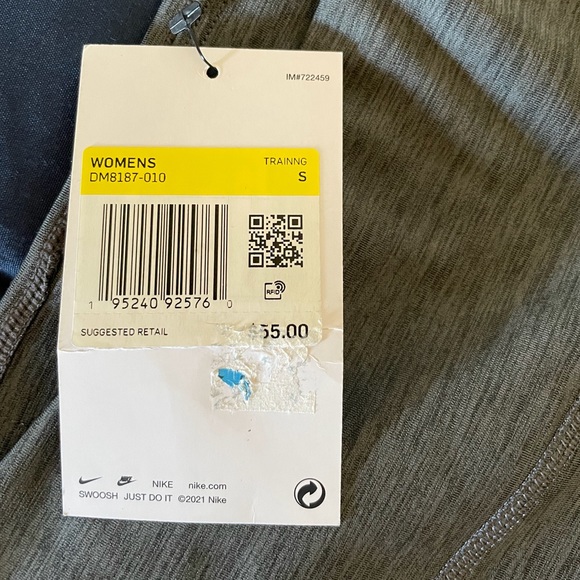 IM#722459
WOMENS TRAINNG
DM8187-010 S
RFID
1 95240 92576 0
SUGGESTED RETAIL $55.00
NIKE nike.com
SWOOSH JUST DO IT ©2021 Nike